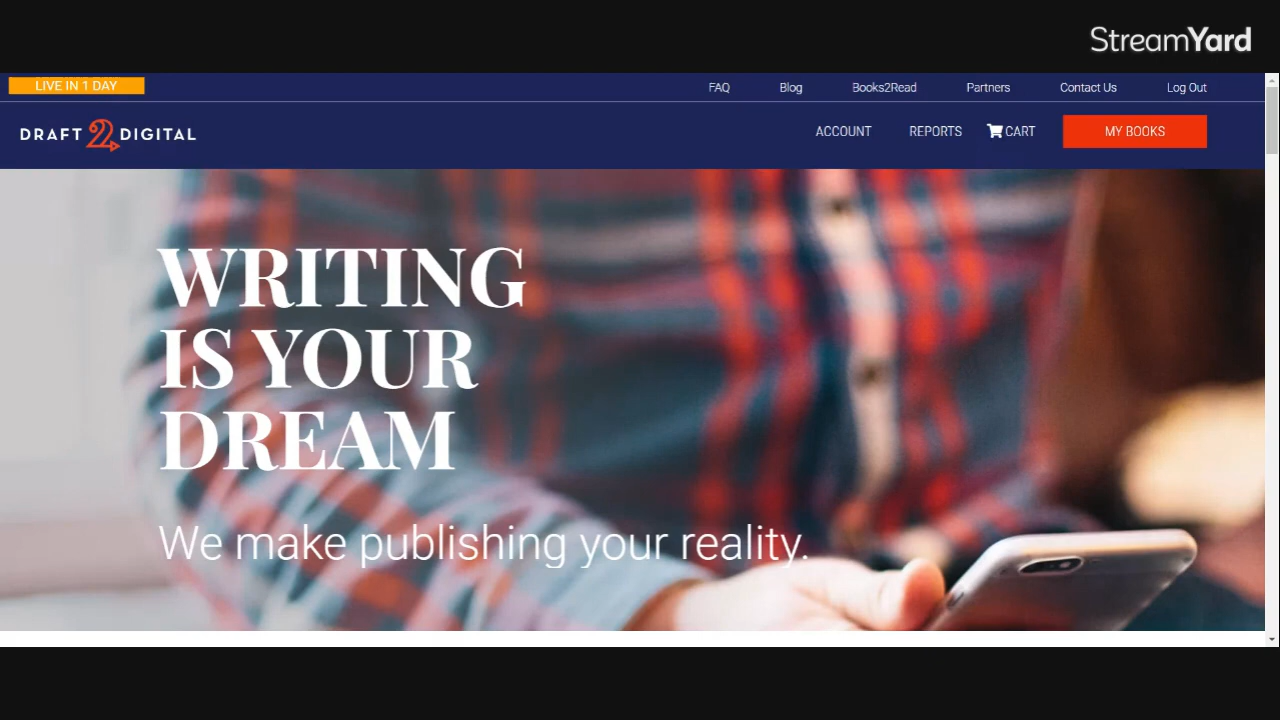 StreamYard
LIVE IN 1 DAY
FAQ Blog Books2Read Partners Contact Us Log Out
DRAFT 2 DIGITAL
ACCOUNT REPORTS CART MY BOOKS
WRITING
IS YOUR
DREAM
We make publishing your reality.